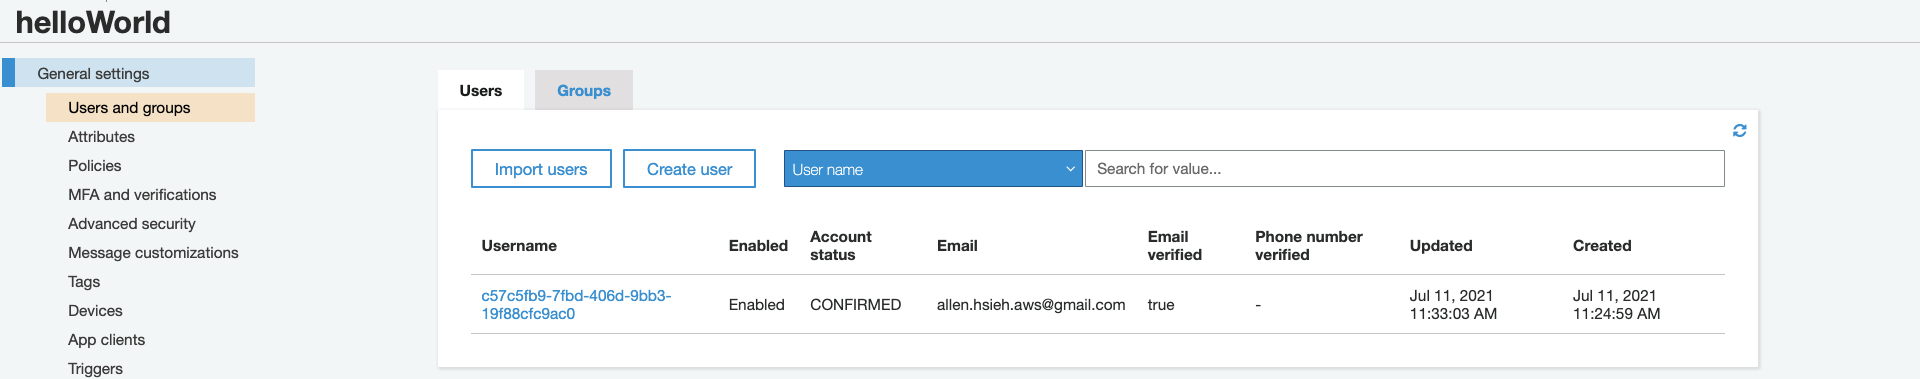 helloWorld
General settings
Users and groups
Attributes
Policies
MFA and verifications
Advanced security
Message customizations
Tags
Devices
App clients
Triggers
Users
Groups
Import users
Create user
User name
Search for value...
Username
Enabled
Account
status
Email
Email
verified
Phone number
verified
Updated
Created
c57c5fb9-7fbd-406d-9bb3-
19f88cfc9ac0
Enabled
CONFIRMED
allen.hsieh.aws@gmail.com
true
-
Jul 11, 2021
11:33:03 AM
Jul 11, 2021
11:24:59 AM